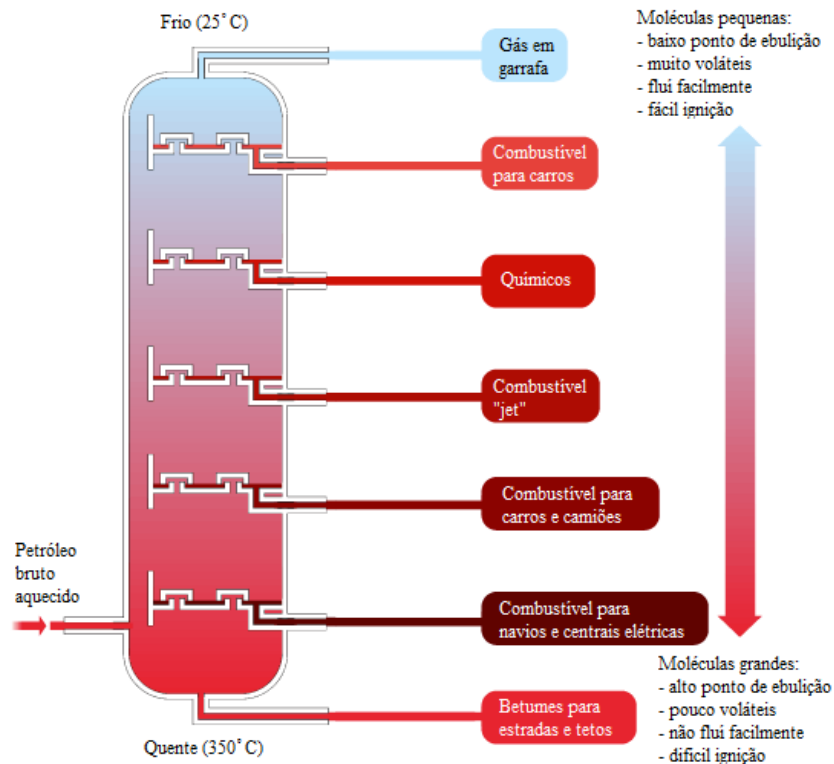 Frio (25°C)
Gás em
garrafa
Combustível
para carros
Químicos
Combustível
"jet"
Combustível para
carros e camiões
Petróleo
bruto
aquecido
Combustível para
navios e centrais elétricas
Betumes para
estradas e tetos
Quente (350°C)
Moléculas pequenas:
- baixo ponto de ebulição
- muito voláteis
- flui facilmente
- fácil ignição
Moléculas grandes:
- alto ponto de ebulição
- pouco voláteis
- não flui facilmente
- dificil ignição